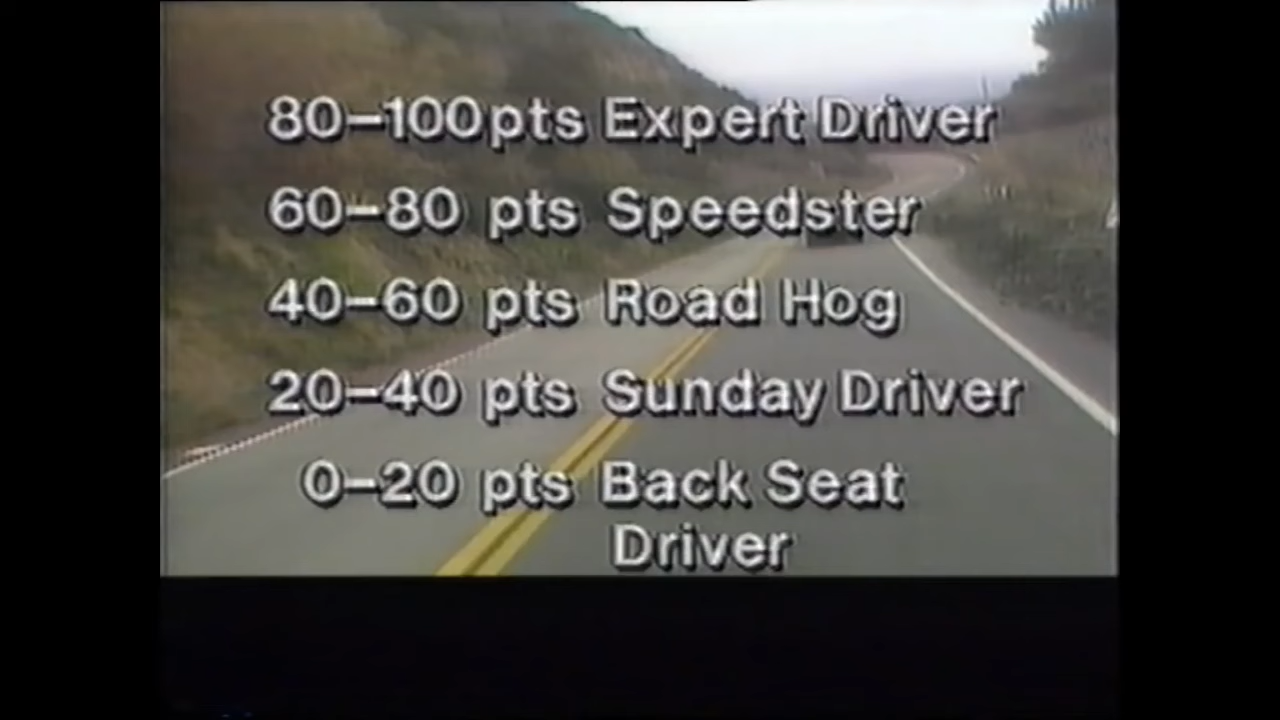 80-100pts Expert Driver
60-80 pts Speedster
40-60 pts Road Hog
20-40 pts Sunday Driver
0-20 pts Back Seat
Driver